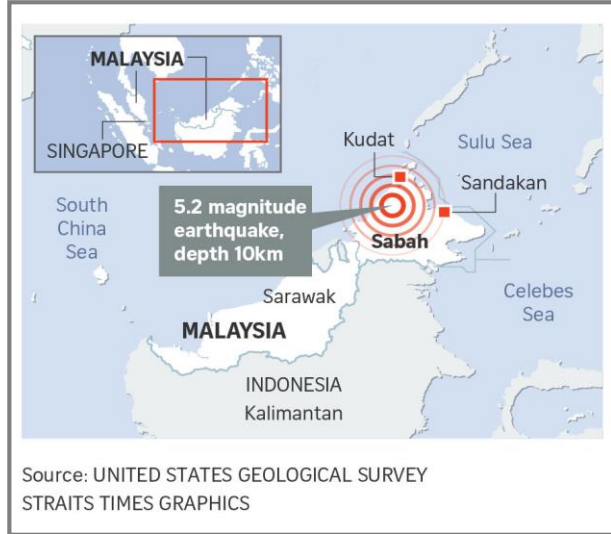 MALAYSIA
SINGAPORE
Kudat
Sulu Sea
Sandakan
South
China
Sea
5.2 magnitude
earthquake,
depth 10km
Sabah
Sarawak
Celebes
Sea
MALAYSIA
INDONESIA
Kalimantan
Source: UNITED STATES GEOLOGICAL SURVEY
STRAITS TIMES GRAPHICS